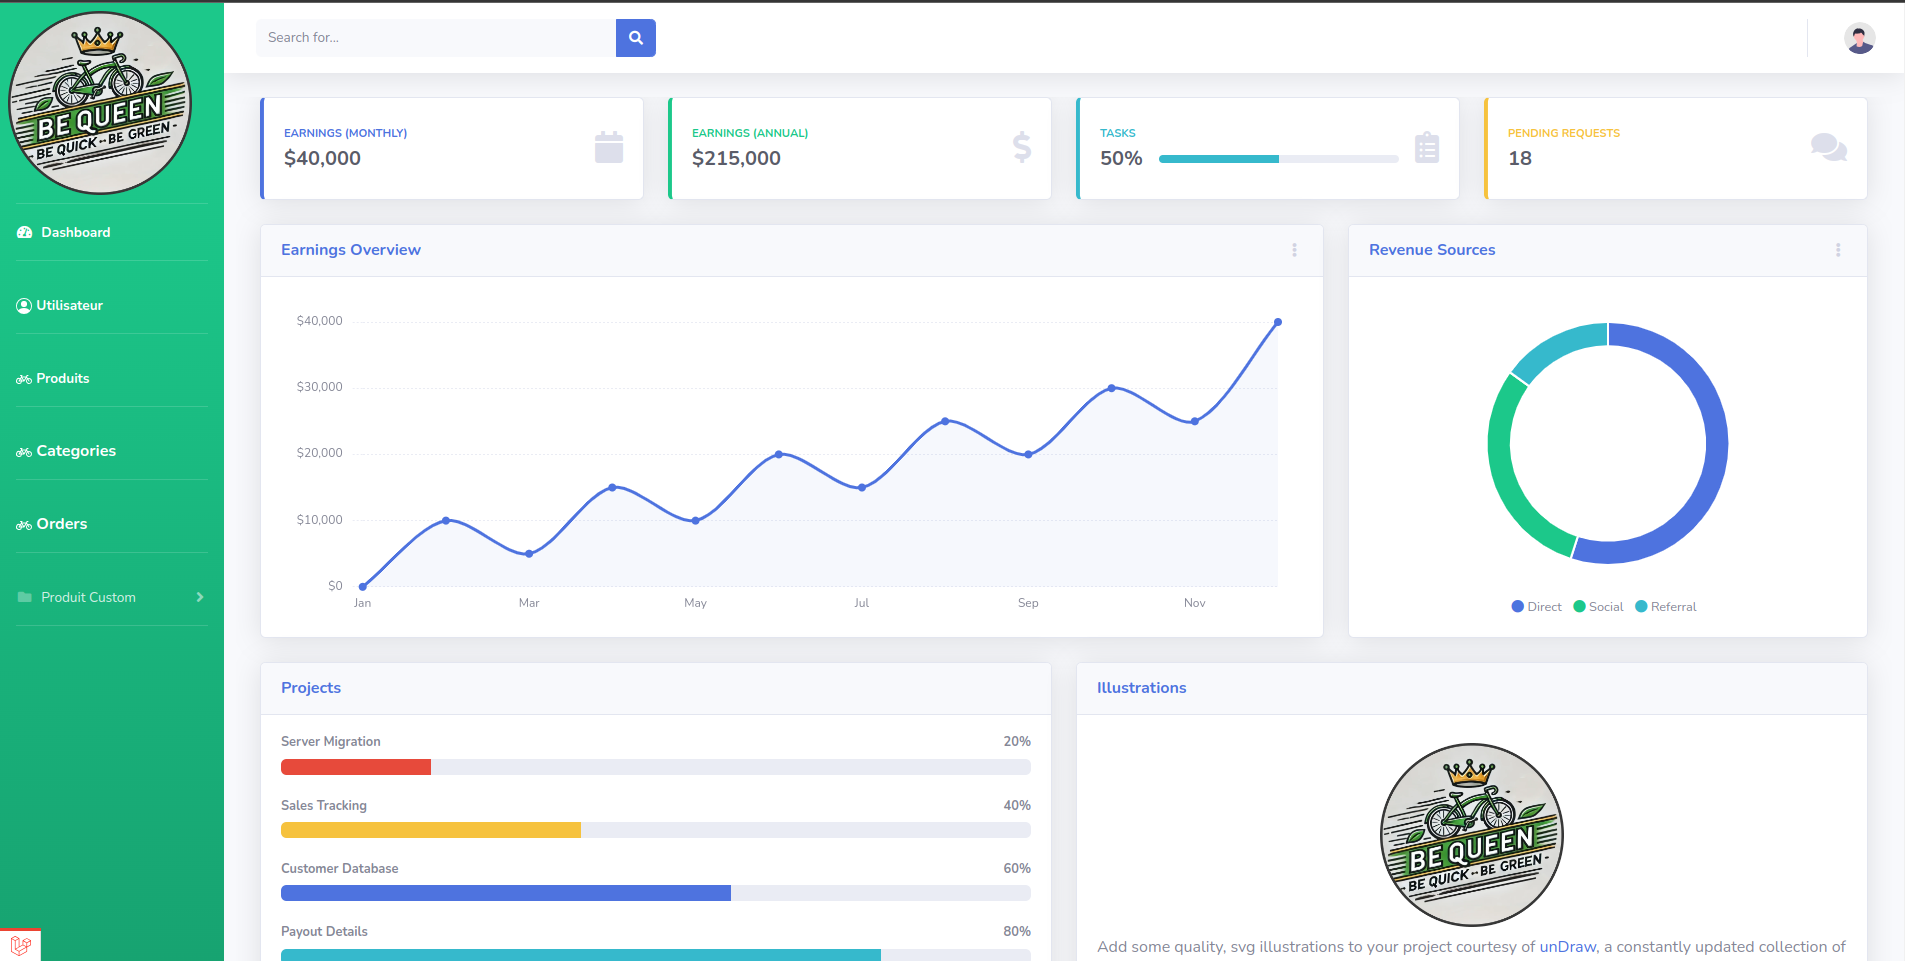 BE QUEEN
BE QUICK -- BE GREEN -
Dashboard
Utilisateur
Produits
Categories
Orders
Produit Custom
Search for...
EARNINGS (MONTHLY)
$40,000
EARNINGS (ANNUAL)
$215,000
TASKS
50%
PENDING REQUESTS
18
Earnings Overview
$40,000
$30,000
$20,000
$10,000
$0
Jan Mar May Jul Sep Nov
Revenue Sources
Direct Social Referral
Projects
Server Migration 20%
Sales Tracking 40%
Customer Database 60%
Payout Details 80%
Illustrations
BE QUEEN
- BE QUICK -- BE GREEN -
Add some quality, svg illustrations to your project courtesy of unDraw, a constantly updated collection of